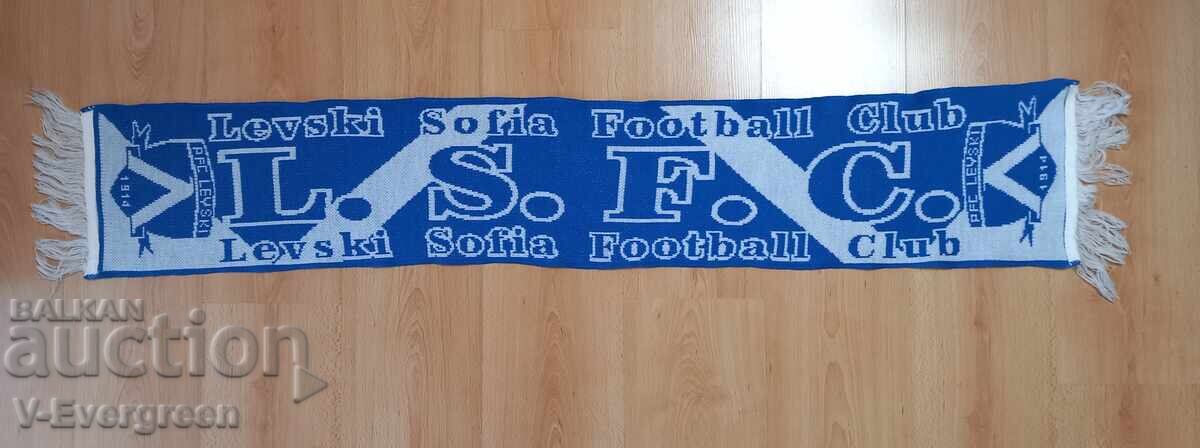 Levski Sofia Football Club
L. S. F. C.
Levski Sofia Football Club
1914
PFC LEVSKI
PFC LEVSKI
1914
BALKAN
auction
V-Evergreen